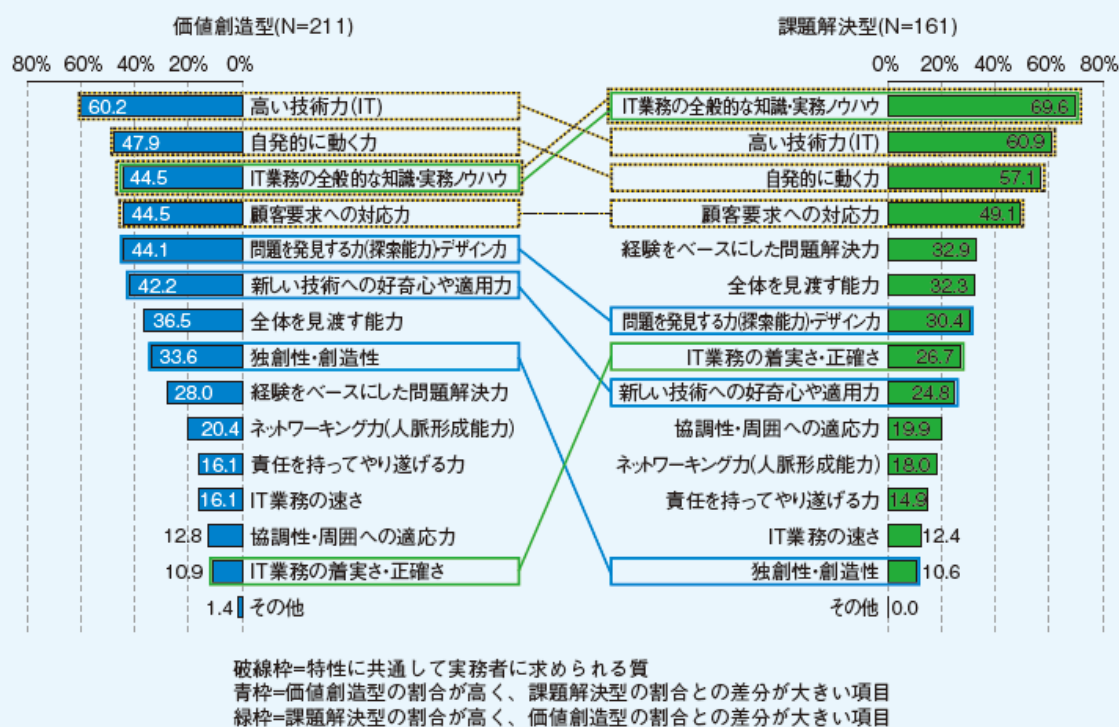 価値創造型(N=211)
80% 60% 40% 20% 0%
60.2 高い技術力(IT)
47.9 自発的に動く力
44.5 IT業務の全般的な知識・実務ノウハウ
44.5 顧客要求への対応力
44.1 問題を発見する力(探索能力)・デザイン力
42.2 新しい技術への好奇心や適用力
36.5 全体を見渡す能力
33.6 独創性・創造性
28.0 経験をベースにした問題解決力
20.4 ネットワーキング力(人脈形成能力)
16.1 責任を持ってやり遂げる力
16.1 IT業務の速さ
12.8 協調性・周囲への適応力
10.9 IT業務の着実さ・正確さ
1.4 その他
課題解決型(N=161)
0% 20% 40% 60% 80%
IT業務の全般的な知識・実務ノウハウ 69.6
高い技術力(IT) 60.9
自発的に動く力 57.1
顧客要求への対応力 49.1
経験をベースにした問題解決力 32.9
全体を見渡す能力 32.3
問題を発見する力(探索能力)・デザイン力 30.4
IT業務の着実さ・正確さ 26.7
新しい技術への好奇心や適用力 24.8
協調性・周囲への適応力 19.9
ネットワーキング力(人脈形成能力) 18.0
責任を持ってやり遂げる力 14.9
IT業務の速さ 12.4
独創性・創造性 10.6
その他 0.0
破線枠=特性に共通して実務者に求められる質
青枠=価値創造型の割合が高く、課題解決型の割合との差分が大きい項目
緑枠=課題解決型の割合が高く、価値創造型の割合との差分が大きい項目